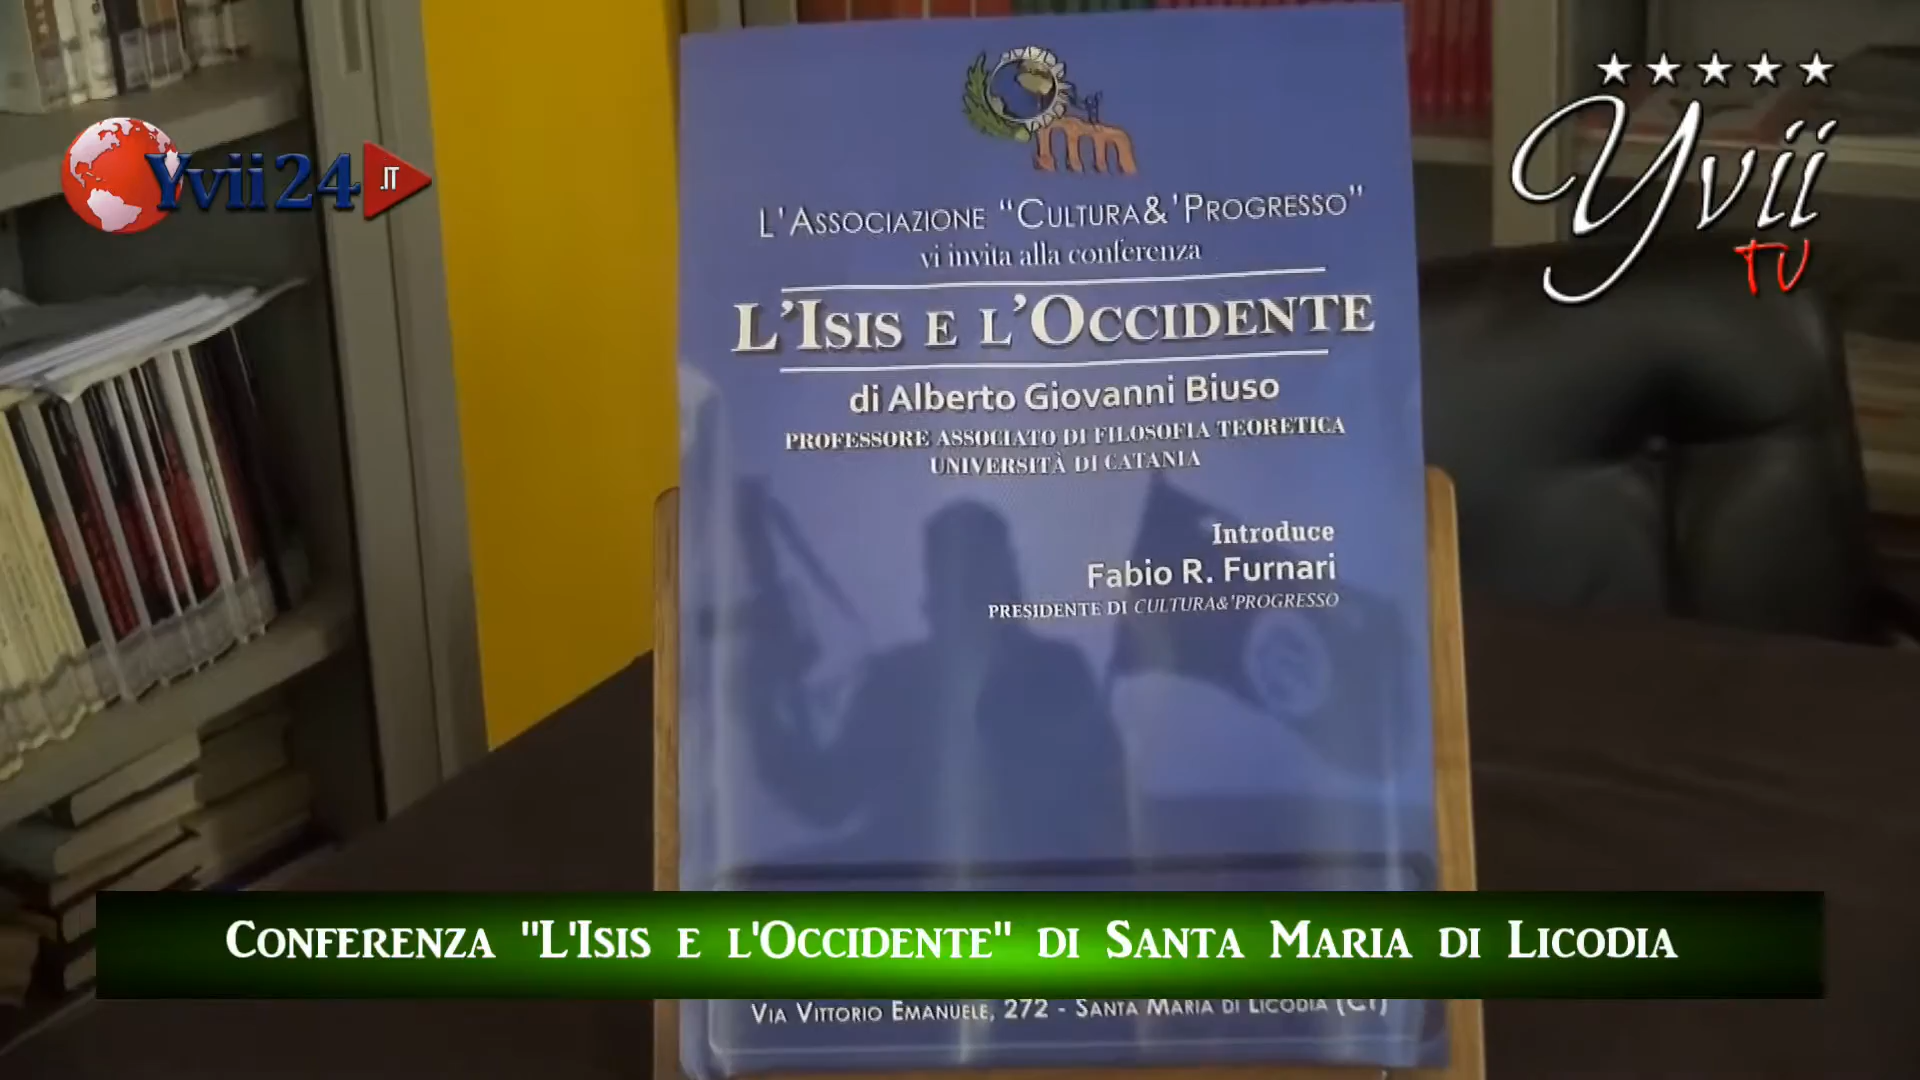 Yvii24.IT
Yvii
TV
L'Associazione "Cultura&'Progresso"
vi invita alla conferenza
L'Isis e l'Occidente
di Alberto Giovanni Biuso
PROFESSORE ASSOCIATO DI FILOSOFIA TEORETICA
UNIVERSITÀ DI CATANIA
Introduce
Fabio R. Furnari
PRESIDENTE DI CULTURA&'PROGRESSO
Conferenza "L'Isis e l'Occidente" di Santa Maria di Licodia
Via Vittorio Emanuele, 272 - Santa Maria di Licodia (CT)